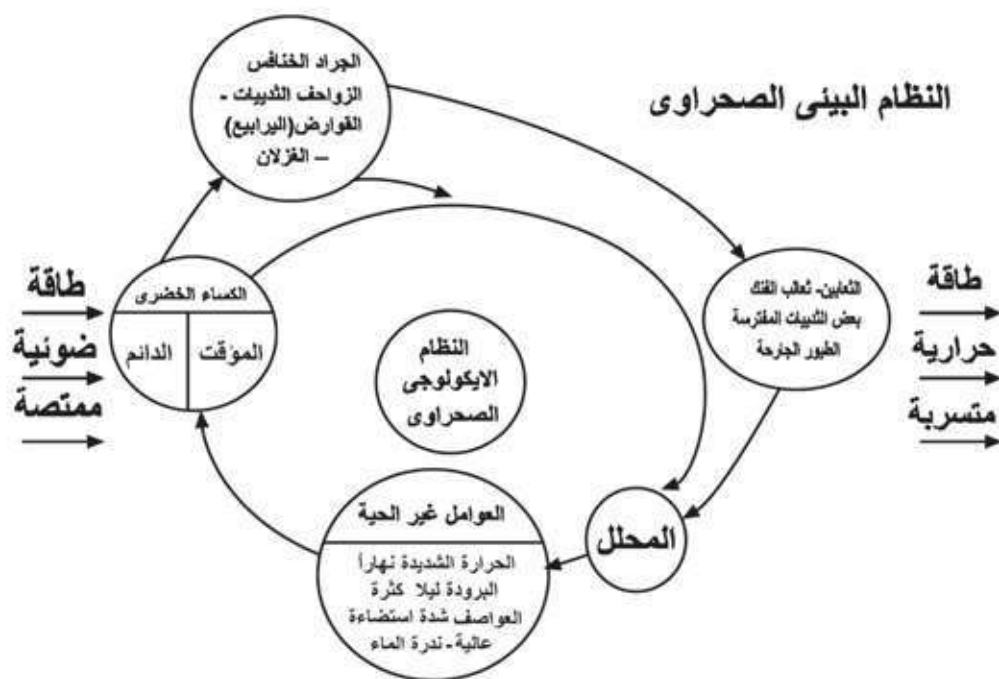 النظام البيئى الصحراوى
الجراد الخنافس
الزواحف الثدييات -
القوارض(اليرابيع)
– الغزلان
طاقة
حرارية
متسربة
الثعابين- ثعالب الفنك
بعض الثدييات المفترسة
الطيور الجارحة
النظام
الايكولوجى
الصحراوى
الكساء الخضرى
المؤقت
الدائم
طاقة
ضوئية
ممتصة
المحلل
العوامل غير الحية
الحرارة الشديدة نهاراً
البرودة ليلا كثرة
العواصف شدة استضاءة
عالية - ندرة الماء